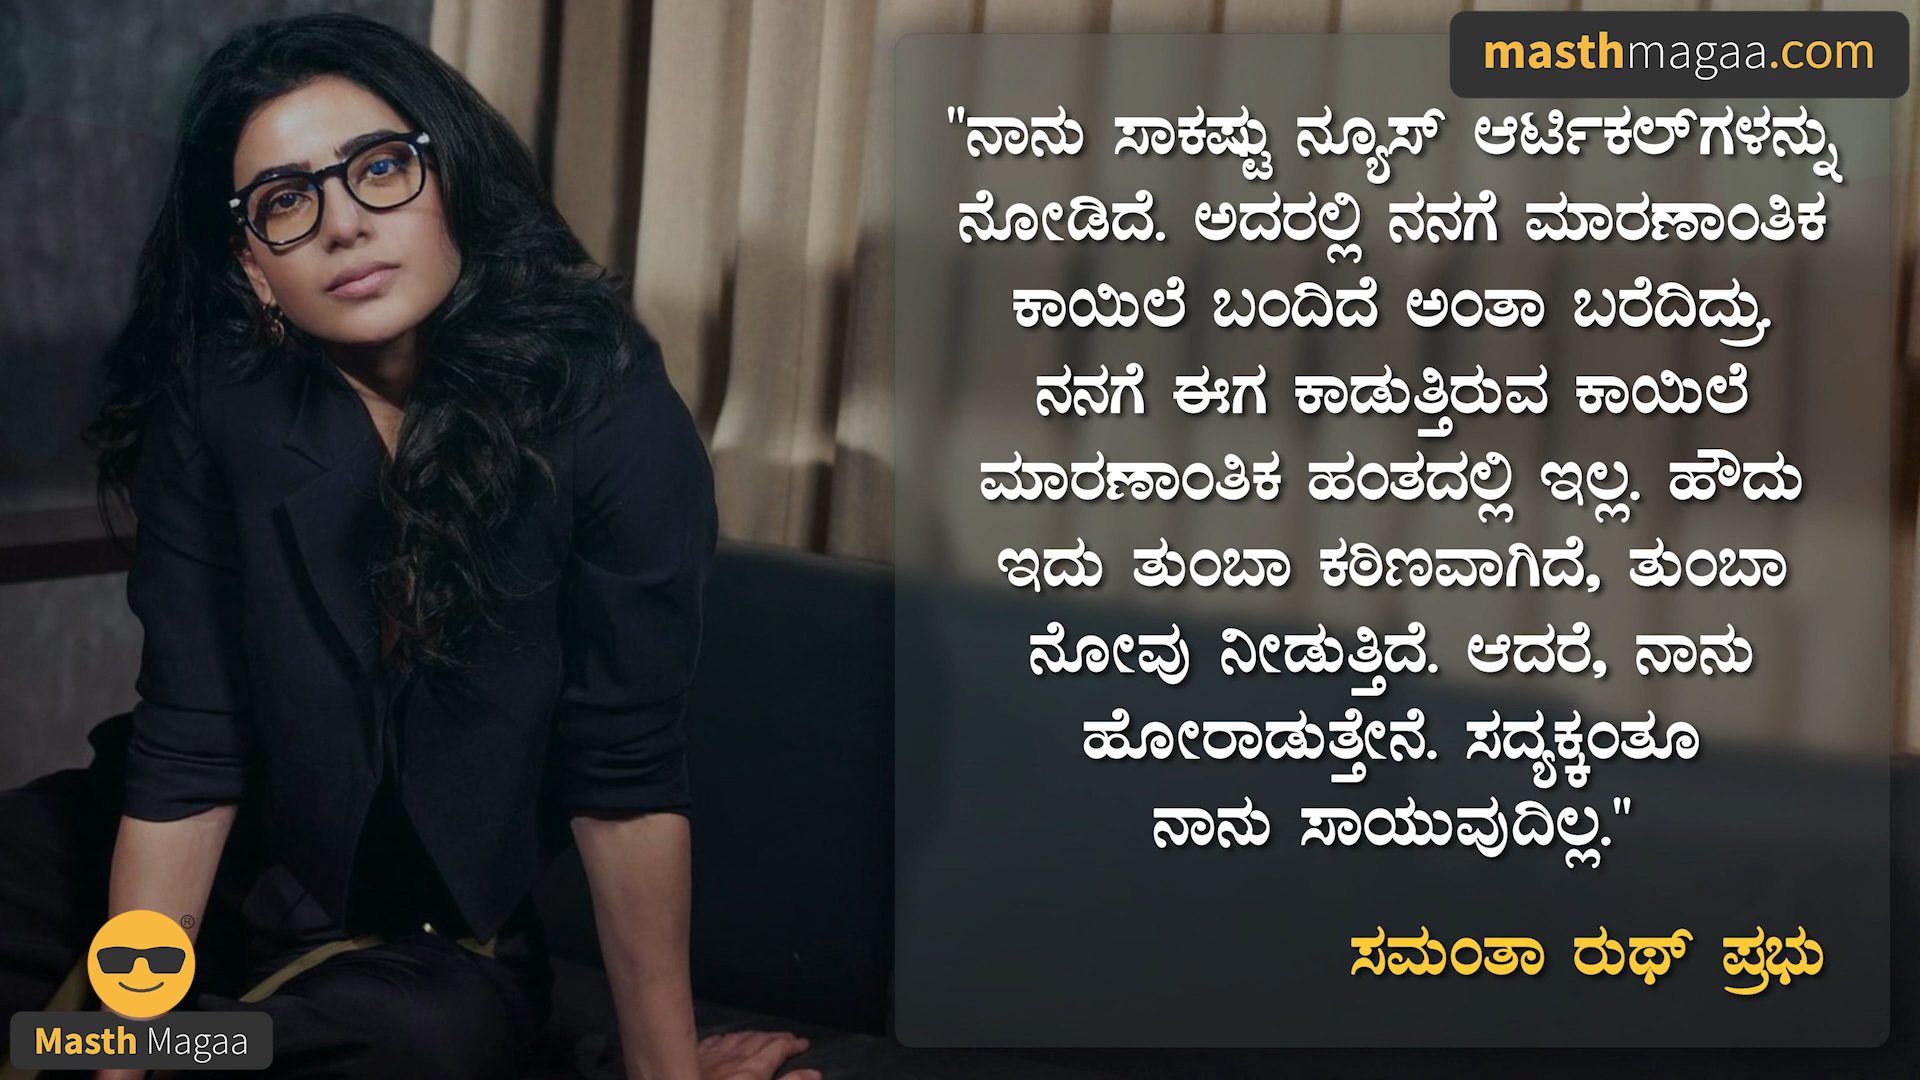 masthmagaa.com
"ನಾನು ಸಾಕಷ್ಟು ನ್ಯೂಸ್ ಆರ್ಟಿಕಲ್‌ಗಳನ್ನು
ನೋಡಿದೆ. ಅದರಲ್ಲಿ ನನಗೆ ಮಾರಣಾಂತಿಕ
ಕಾಯಿಲೆ ಬಂದಿದೆ ಅಂತಾ ಬರೆದಿದ್ರು.
ನನಗೆ ಈಗ ಕಾಡುತ್ತಿರುವ ಕಾಯಿಲೆ
ಮಾರಣಾಂತಿಕ ಹಂತದಲ್ಲಿ ಇಲ್ಲ. ಹೌದು
ಇದು ತುಂಬಾ ಕಠಿಣವಾಗಿದೆ, ತುಂಬಾ
ನೋವು ನೀಡುತ್ತಿದೆ. ಆದರೆ, ನಾನು
ಹೋರಾಡುತ್ತೇನೆ. ಸದ್ಯಕ್ಕಂತೂ
ನಾನು ಸಾಯುವುದಿಲ್ಲ."
ಸಮಂತಾ ರುಥ್ ಪ್ರಭು
®
Masth Magaa